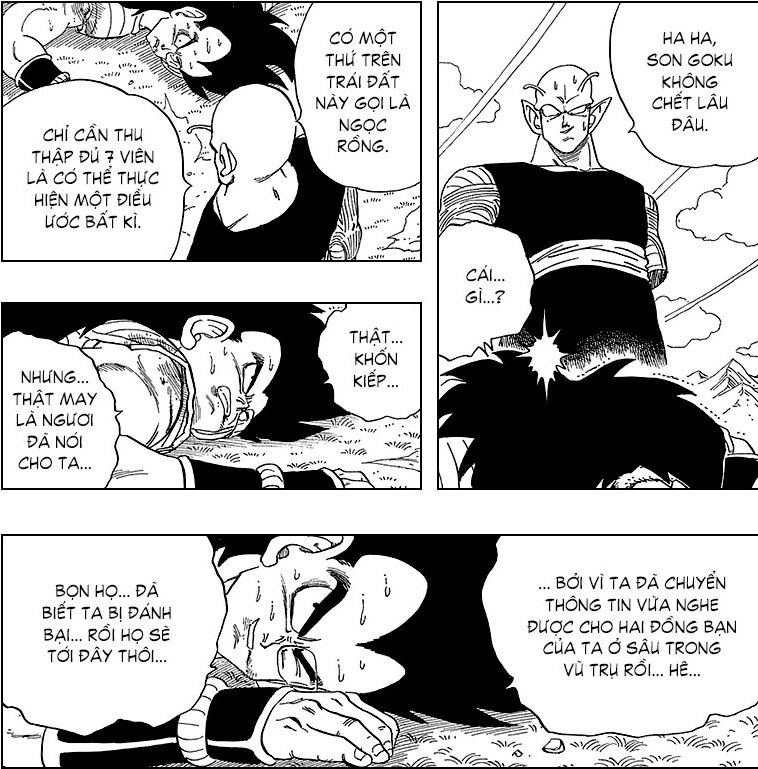 HA HA,
SON GOKU
KHÔNG
CHẾT LÂU
ĐÂU.
CÁI...
GÌ...?
CÓ MỘT
THỨ TRÊN
TRÁI ĐẤT
NÀY GỌI LÀ
NGỌC
RỒNG.
CHỈ CẦN THU
THẬP ĐỦ 7 VIÊN
LÀ CÓ THỂ THỰC
HIỆN MỘT ĐIỀU
ƯỚC BẤT KÌ.
THẬT...
KHỐN
KIẾP...
NHƯNG...
THẬT MAY
LÀ NGƯƠI
ĐÃ NÓI
CHO TA...
... BỞI VÌ TA ĐÃ CHUYỂN
THÔNG TIN VỪA NGHE
ĐƯỢC CHO HAI ĐỒNG BẠN
CỦA TA Ở SÂU TRONG
VŨ TRỤ RỒI... HÊ...
BỌN HỌ... ĐÃ
BIẾT TA BỊ ĐÁNH
BẠI... RỒI HỌ SẼ
TỚI ĐÂY THÔI...